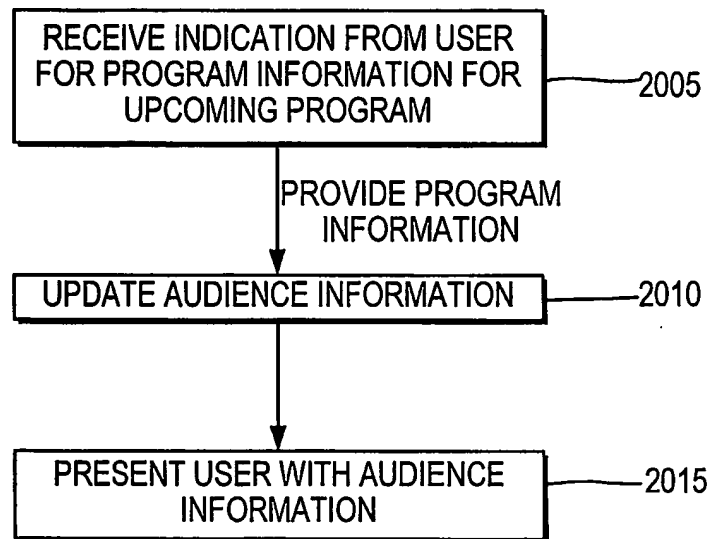 RECEIVE INDICATION FROM USER
FOR PROGRAM INFORMATION FOR
UPCOMING PROGRAM
2005
PROVIDE PROGRAM
INFORMATION
UPDATE AUDIENCE INFORMATION
2010
PRESENT USER WITH AUDIENCE
INFORMATION
2015